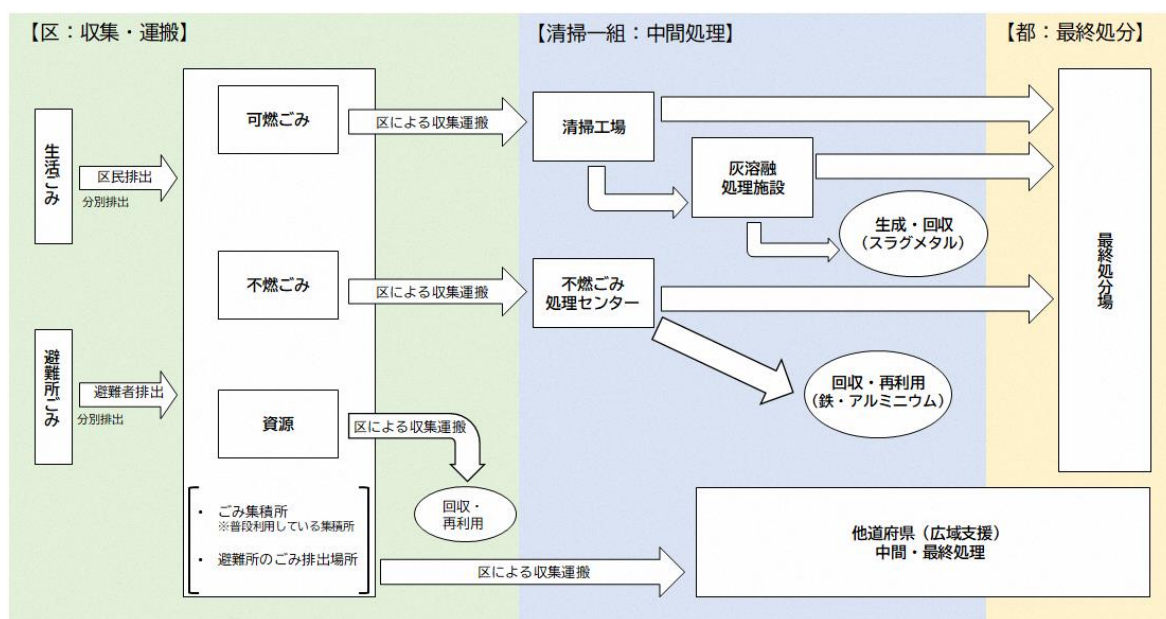 【区：収集・運搬】
【清掃一組：中間処理】
【都：最終処分】
生活ごみ
区民排出
分別排出
可燃ごみ
区による収集運搬
清掃工場
灰溶融
処理施設
生成・回収
（スラグメタル）
最終処分場
不燃ごみ
区による収集運搬
不燃ごみ
処理センター
避難所ごみ
避難者排出
分別排出
回収・再利用
（鉄・アルミニウム）
資源
区による収集運搬
回収・
再利用
・ ごみ集積所
※普段利用している集積所
・ 避難所のごみ排出場所
区による収集運搬
他道府県（広域支援）
中間・最終処理